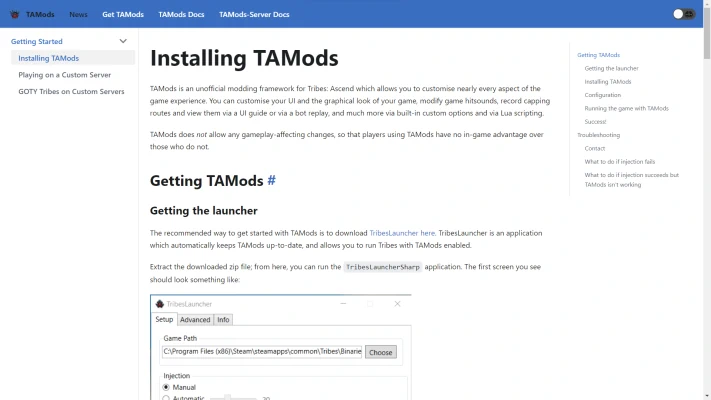 TAMods News Get TAMods TAMods Docs TAMods-Server Docs
Getting Started
Installing TAMods
Playing on a Custom Server
GOTY Tribes on Custom Servers
Installing TAMods
TAMods is an unofficial modding framework for Tribes: Ascend which allows you to customise nearly every aspect of the
game experience. You can customise your UI and the graphical look of your game, modify game hitsounds, record capping
routes and view them via a UI guide or via a bot replay, and much more via built-in custom options and via Lua scripting.
TAMods does not allow any gameplay-affecting changes, so that players using TAMods have no in-game advantage over
those who do not.
Getting TAMods #
Getting the launcher
The recommended way to get started with TAMods is to download TribesLauncher here. TribesLauncher is an application
which automatically keeps TAMods up-to-date, and allows you to run Tribes with TAMods enabled.
Extract the downloaded zip file; from here, you can run the TribesLauncherSharp application. The first screen you see
should look something like:
TribesLauncher
Setup Advanced Info
Game Path
C:\Program Files (x86)\Steam\steamapps\common\Tribes\Binarie Choose
Injection
Manual
Automatic 20
Getting TAMods
Getting the launcher
Installing TAMods
Configuration
Running the game with TAMods
Success!
Troubleshooting
Contact
What to do if injection fails
What to do if injection succeeds but
TAMods isn't working